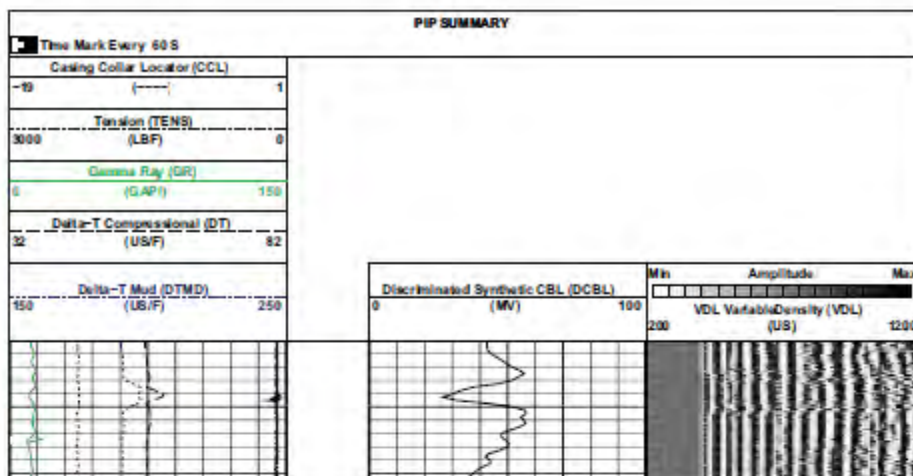 PIP SUMMARY
Time Mark Every 60 S
Casing Collar Locator (CCL)
-19 (----) 1
Tension (TENS)
3000 (LBF) 0
Gamma Ray (GR)
0 (GAPI) 150
Delta-T Compressional (DT)
32 (US/F) 82
Delta-T Mud (DTMD)
150 (US/F) 250
Discriminated Synthetic CBL (DCBL)
0 (MV) 100
Min Amplitude Max
VDL VariableDensity (VDL)
200 (US) 1200